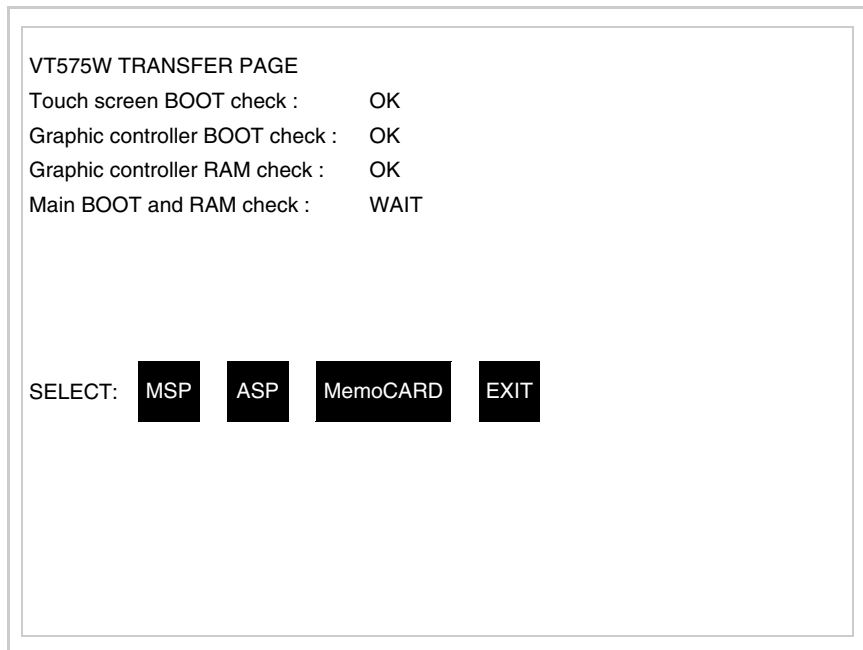 VT575W TRANSFER PAGE
Touch screen BOOT check : OK
Graphic controller BOOT check : OK
Graphic controller RAM check : OK
Main BOOT and RAM check : WAIT
SELECT: MSP ASP MemoCARD EXIT